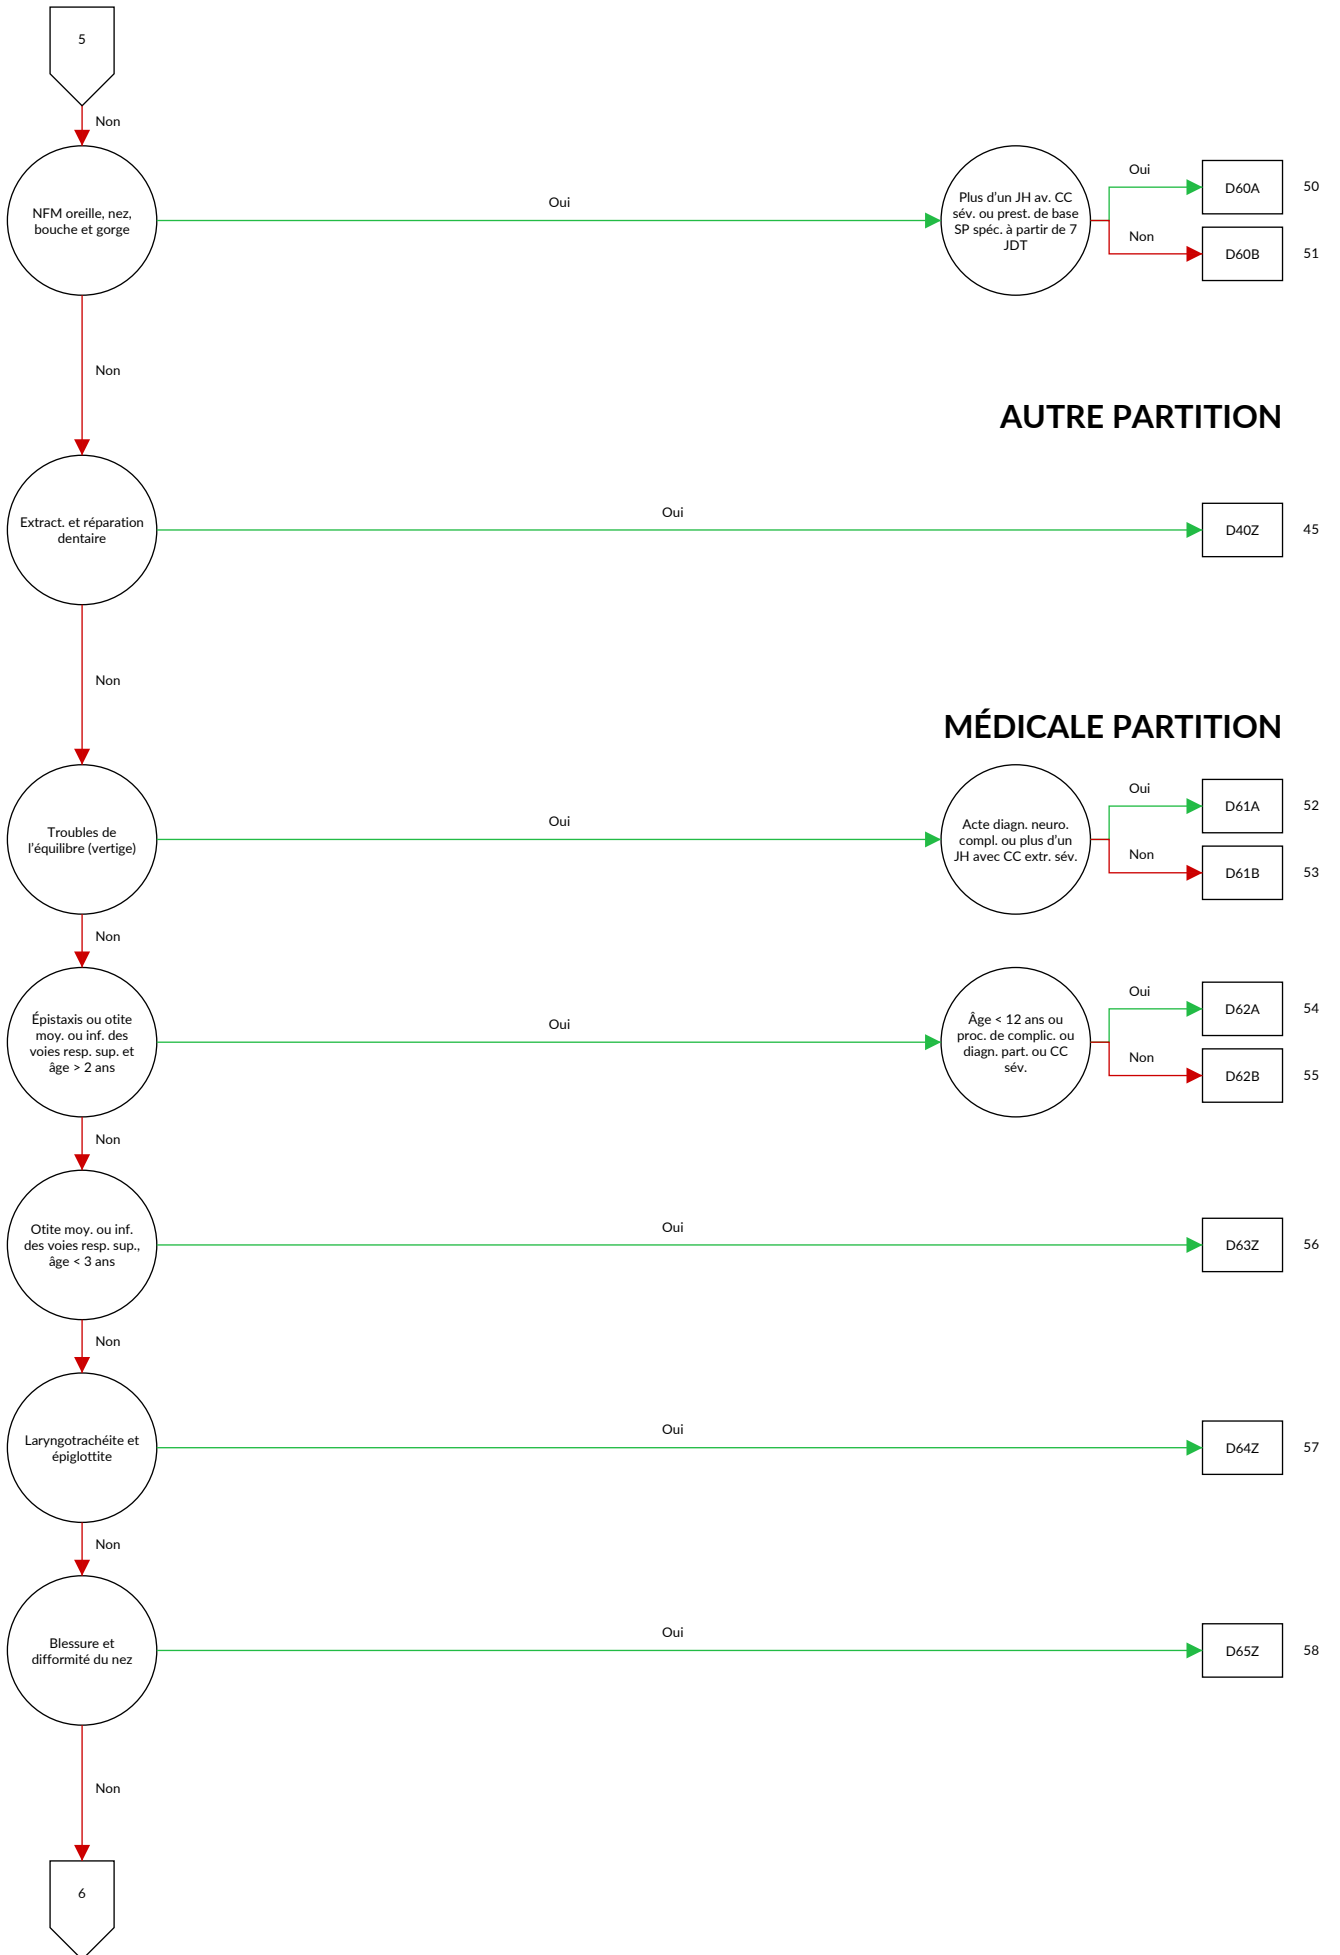 5
Non
NFM oreille, nez,
bouche et gorge
Oui
Plus d'un JH av. CC
sév. ou prest. de base
SP spéc. à partir de 7
JDT
Oui
D60A
50
Non
D60B
51
Non
AUTRE PARTITION
Extract. et réparation
dentaire
Oui
D40Z
45
Non
MÉDICALE PARTITION
Troubles de
l'équilibre (vertige)
Oui
Acte diagn. neuro.
compl. ou plus d'un
JH avec CC extr. sév.
Oui
D61A
52
Non
D61B
53
Non
Épistaxis ou otite
moy. ou inf. des
voies resp. sup. et
âge > 2 ans
Oui
Âge < 12 ans ou
proc. de complic. ou
diagn. part. ou CC
sév.
Oui
D62A
54
Non
D62B
55
Non
Otite moy. ou inf.
des voies resp. sup.,
âge < 3 ans
Oui
D63Z
56
Non
Laryngotrachéite et
épiglottite
Oui
D64Z
57
Non
Blessure et
difformité du nez
Oui
D65Z
58
Non
6